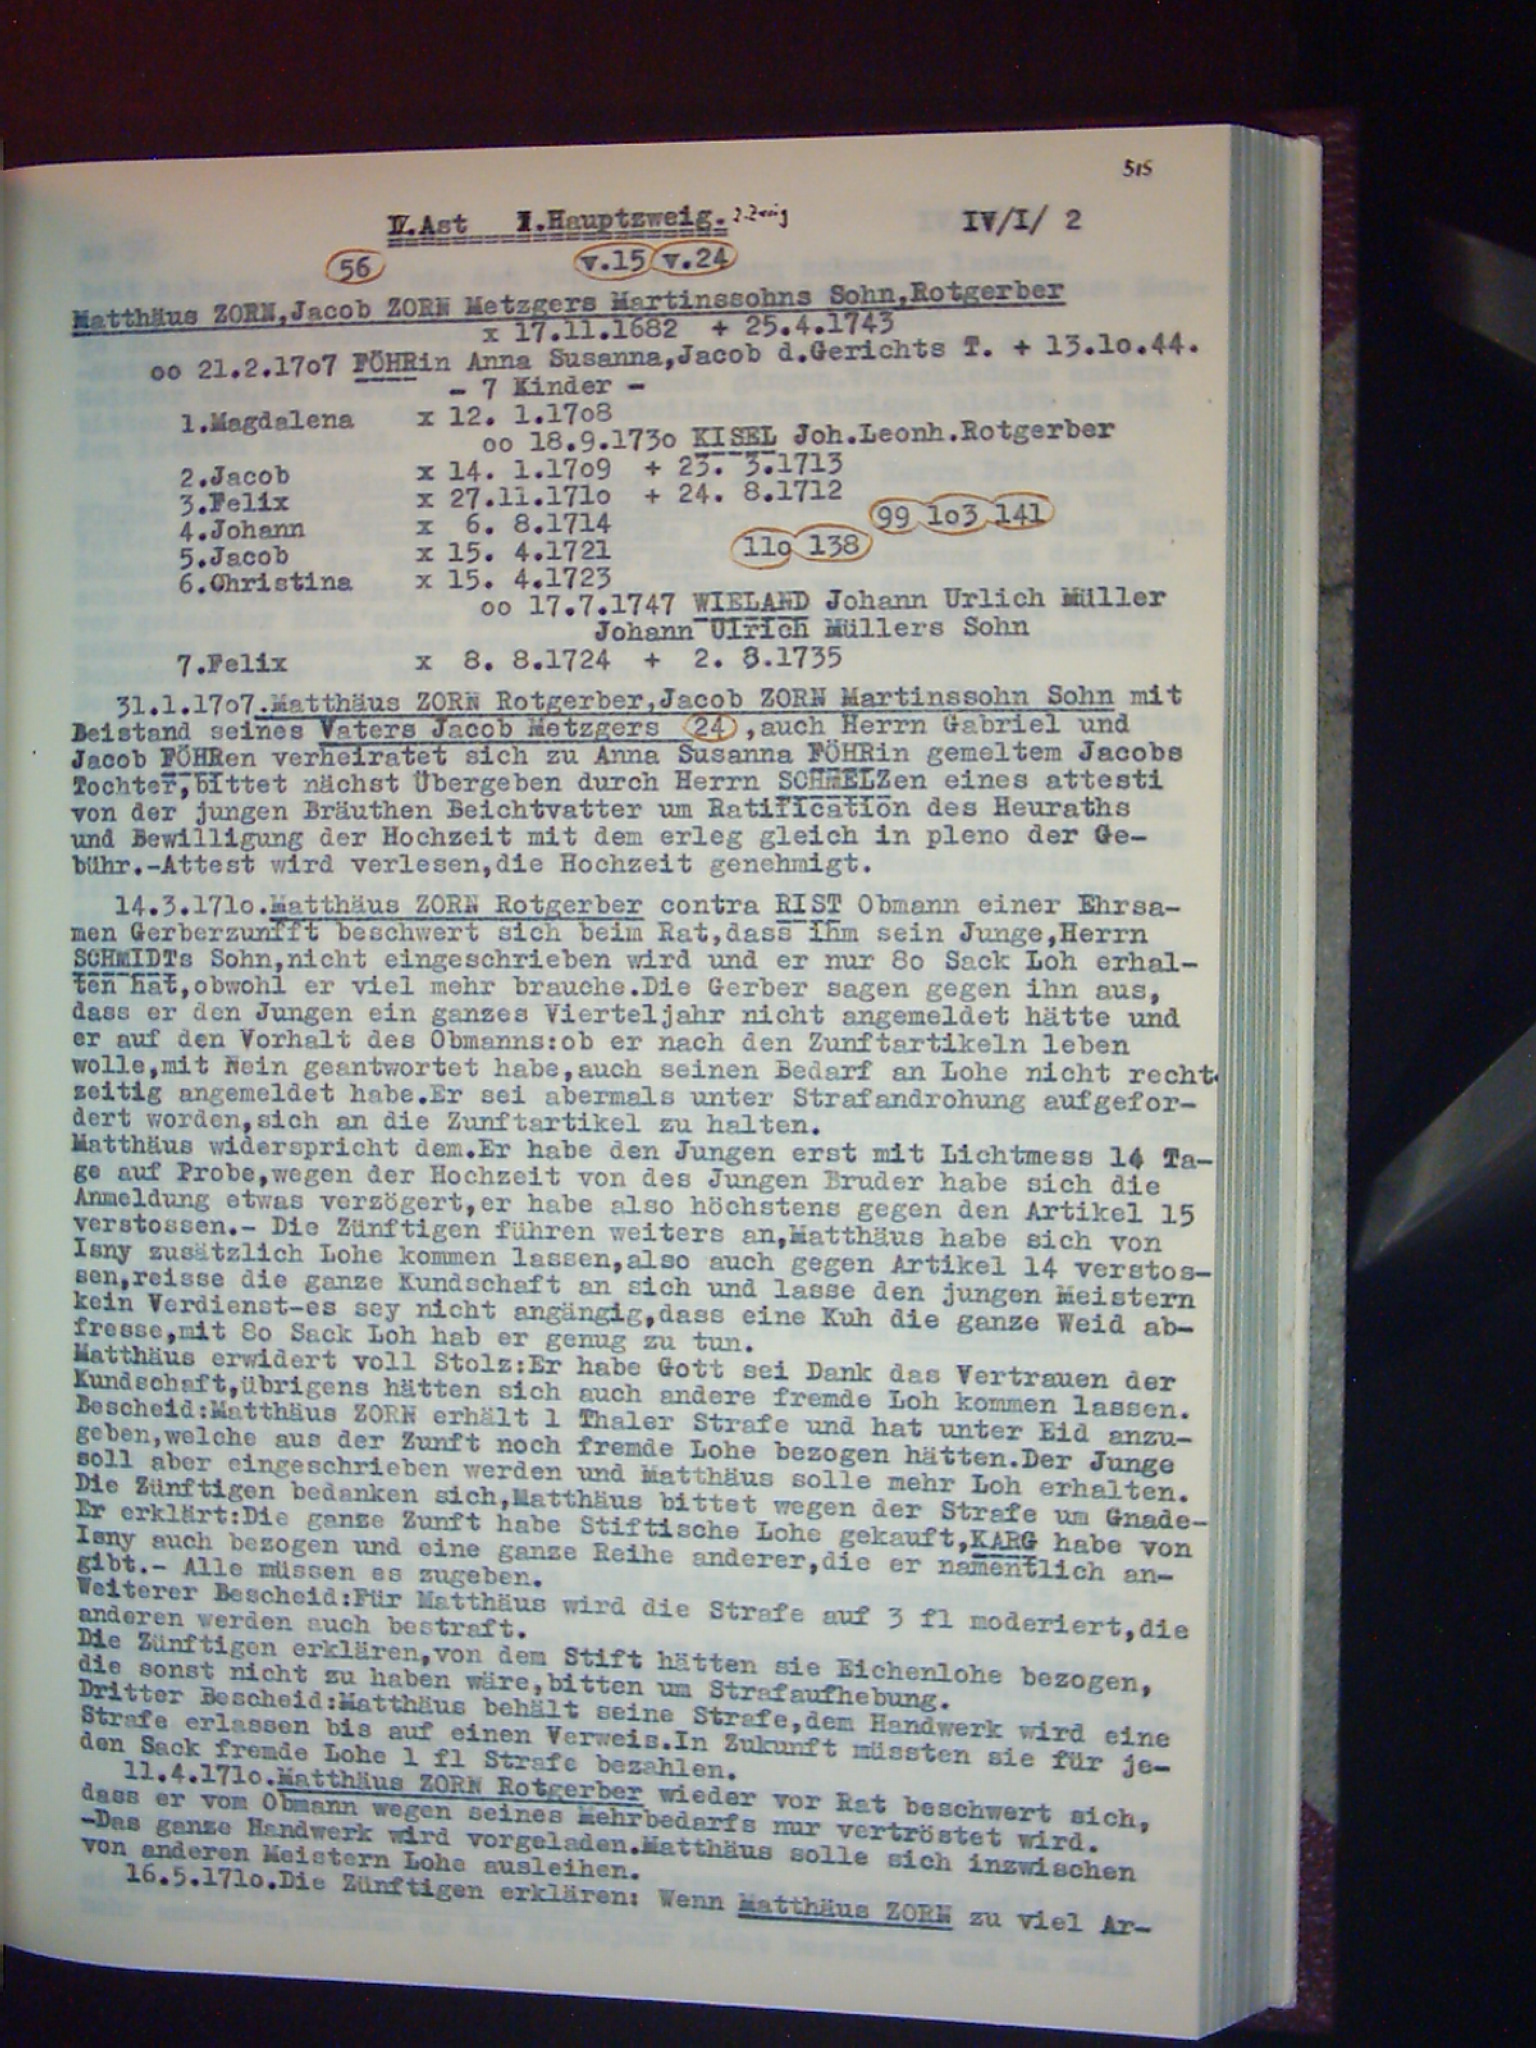 515
IV.Ast I.Hauptzweig. 2.Zweig IV/I/ 2
56 v.15 v.24
Matthäus ZORN,Jacob ZORN Metzgers Martinssohns Sohn,Rotgerber
x 17.11.1682 + 25.4.1743
oo 21.2.17o7 FÖHRin Anna Susanna,Jacob d.Gerichts T. + 13.1o.44.
- 7 Kinder -
1.Magdalena x 12. 1.17o8
oo 18.9.173o KISEL Joh.Leonh.Rotgerber
2.Jacob x 14. 1.17o9 + 23. 3.1713
3.Felix x 27.11.171o + 24. 8.1712
99 1o3 141
4.Johann x 6. 8.1714
11o 138
5.Jacob x 15. 4.1721
6.Christina x 15. 4.1723
oo 17.7.1747 WIELAND Johann Urlich Müller
Johann Ulrich Müllers Sohn
7.Felix x 8. 8.1724 + 2. 8.1735
31.1.17o7.Matthäus ZORN Rotgerber,Jacob ZORN Martinssohn Sohn mit
Beistand seines Vaters Jacob Metzgers 24 ,auch Herrn Gabriel und
Jacob FÖHRen verheiratet sich zu Anna Susanna FÖHRin gemeltem Jacobs
Tochter,bittet nächst Übergeben durch Herrn SCHMELZen eines attesti
von der jungen Bräuthen Beichtvatter um Ratification des Heuraths
und Bewilligung der Hochzeit mit dem erleg gleich in pleno der Ge-
bühr.-Attest wird verlesen,die Hochzeit genehmigt.
14.3.171o.Matthäus ZORN Rotgerber contra RIST Obmann einer Ehrsa-
men Gerberzunfft beschwert sich beim Rat,dass ihm sein Junge,Herrn
SCHMIDTs Sohn,nicht eingeschrieben wird und er nur 8o Sack Loh erhal-
ten hat,obwohl er viel mehr brauche.Die Gerber sagen gegen ihn aus,
dass er den Jungen ein ganzes Vierteljahr nicht angemeldet hätte und
er auf den Vorhalt des Obmanns:ob er nach den Zunftartikeln leben
wolle,mit Nein geantwortet habe,auch seinen Bedarf an Lohe nicht recht-
zeitig angemeldet habe.Er sei abermals unter Strafandrohung aufgefor-
dert worden,sich an die Zunftartikel zu halten.
Matthäus widerspricht dem.Er habe den Jungen erst mit Lichtmess 14 Ta-
ge auf Probe,wegen der Hochzeit von des Jungen Bruder habe sich die
Anmeldung etwas verzögert,er habe also höchstens gegen den Artikel 15
verstossen.- Die Zünftigen führen weiters an,Matthäus habe sich von
Isny zusätzlich Lohe kommen lassen,also auch gegen Artikel 14 verstos-
sen,reisse die ganze Kundschaft an sich und lasse den jungen Meistern
kein Verdienst-es sey nicht angängig,dass eine Kuh die ganze Weid ab-
fresse,mit 8o Sack Loh hab er genug zu tun.
Matthäus erwidert voll Stolz:Er habe Gott sei Dank das Vertrauen der
Kundschaft,übrigens hätten sich auch andere fremde Loh kommen lassen.
Bescheid:Matthäus ZORN erhält 1 Thaler Strafe und hat unter Eid anzu-
geben,welche aus der Zunft noch fremde Lohe bezogen hätten.Der Junge
soll aber eingeschrieben werden und Matthäus solle mehr Loh erhalten.
Die Zünftigen bedanken sich,Matthäus bittet wegen der Strafe um Gnade-
Er erklärt:Die ganze Zunft habe Stiftische Lohe gekauft,KARG habe von
Isny auch bezogen und eine ganze Reihe anderer,die er namentlich an-
gibt.- Alle müssen es zugeben.
Weiterer Bescheid:Für Matthäus wird die Strafe auf 3 fl moderiert,die
anderen werden auch bestraft.
Die Zünftigen erklären,von dem Stift hätten sie Eichenlohe bezogen,
die sonst nicht zu haben wäre,bitten um Strafaufhebung.
Dritter Bescheid:Matthäus behält seine Strafe,dem Handwerk wird eine
Strafe erlassen bis auf einen Verweis.In Zukunft müssten sie für je-
den Sack fremde Lohe 1 fl Strafe bezahlen.
11.4.171o.Matthäus ZORN Rotgerber wieder vor Rat beschwert sich,
dass er vom Obmann wegen seines Mehrbedarfs nur vertröstet wird.
-Das ganze Handwerk wird vorgeladen.Matthäus solle sich inzwischen
von anderen Meistern Lohe ausleihen.
16.5.171o.Die Zünftigen erklären: Wenn Matthäus ZORN zu viel Ar-